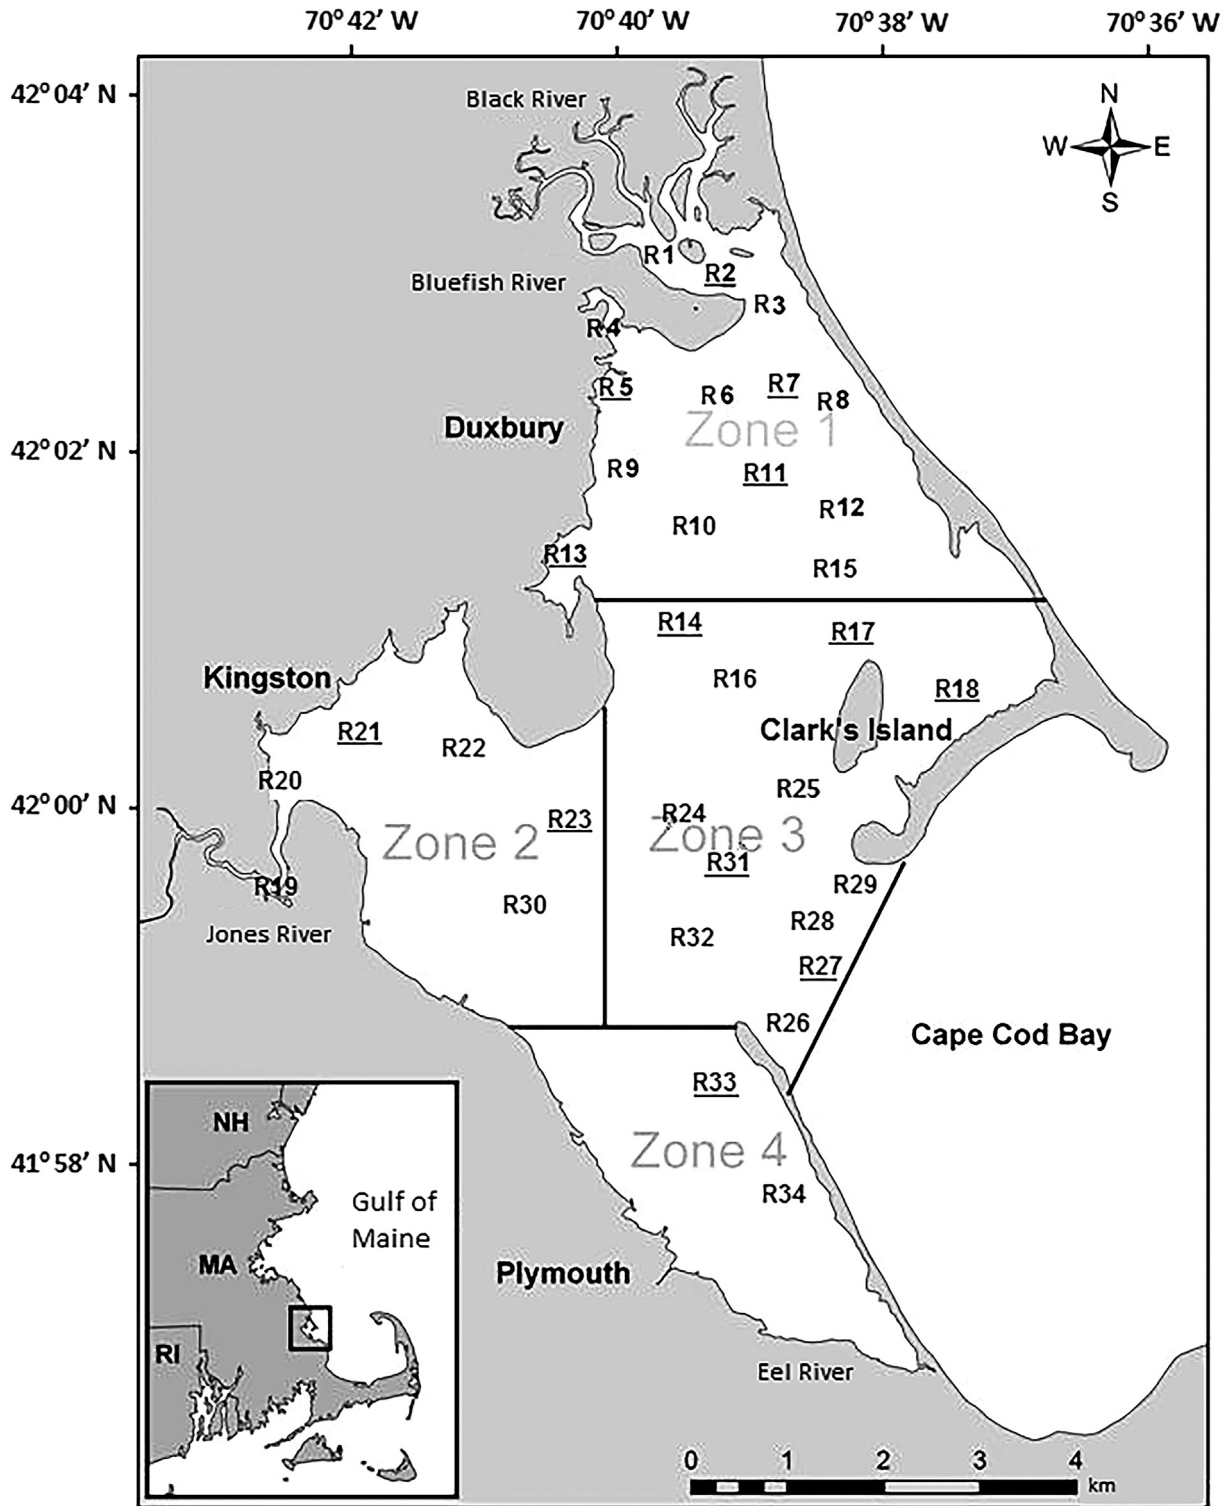 70° 42' W 70° 40' W 70° 38' W 70° 36' W
42° 04' N
Black River
N
W E
S
R1
R2
Bluefish River
R3
R4
R5
R6
R7
R8
Duxbury
Zone 1
42° 02' N
R9
R11
R12
R10
R13
R15
R14
R17
Kingston
R16
R18
R21
R22
Clark's Island
R20
R25
42° 00' N
R24
R23
Zone 2
Zone 3
R31
R19
R29
R30
R28
Jones River
R32
R27
R26
Cape Cod Bay
R33
NH
Zone 4
41° 58' N
R34
Gulf of
Maine
MA
Plymouth
RI
Eel River
0 1 2 3 4
km